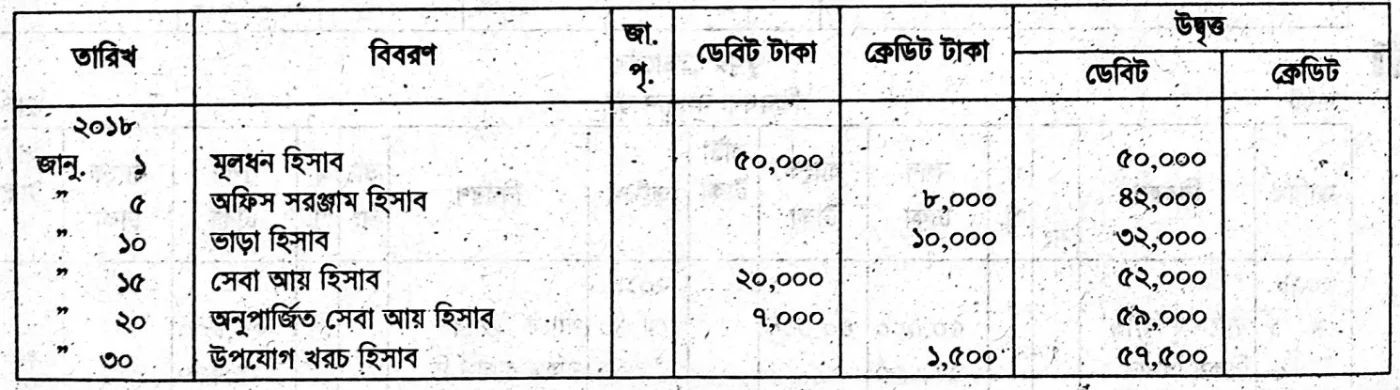 তারিখ বিবরণ জা. পৃ. ডেবিট টাকা ক্রেডিট টাকা উদ্বৃত্ত
ডেবিট ক্রেডিট
২০১৮
জানু. ১ মূলধন হিসাব ৫০,০০০ ৫০,০০০
” ৫ অফিস সরঞ্জাম হিসাব ৮,০০০ ৪২,০০০
” ১০ ভাড়া হিসাব ১০,০০০ ৩২,০০০
” ১৫ সেবা আয় হিসাব ২০,০০০ ৫২,০০০
” ২০ অনুপার্জিত সেবা আয় হিসাব ৭,০০০ ৫৯,০০০
” ৩০ উপযোগ খরচ হিসাব ১,৫০০ ৫৭,৫০০